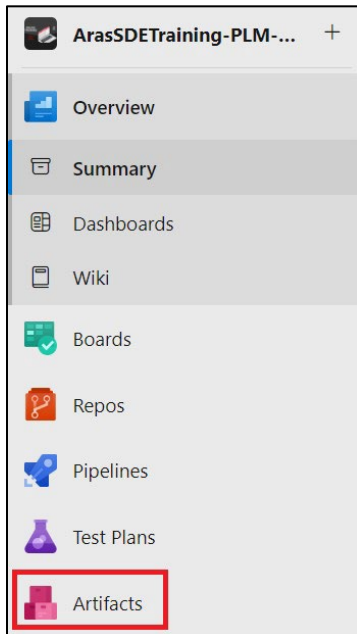 ArasSDETraining-PLM-... +
Overview
Summary
Dashboards
Wiki
Boards
Repos
Pipelines
Test Plans
Artifacts